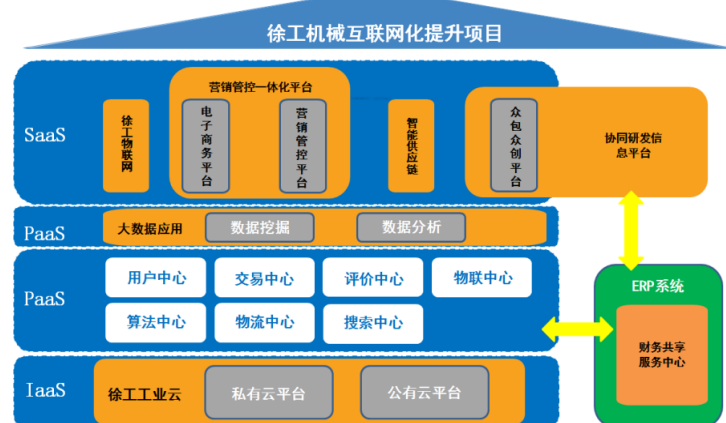 徐工机械互联网化提升项目
SaaS
徐工物联网
营销管控一体化平台
电子商务平台
营销管控平台
智能供应链
众包众创平台
协同研发信
息平台
PaaS
大数据应用
数据挖掘
数据分析
PaaS
用户中心
交易中心
评价中心
物联中心
算法中心
物流中心
搜索中心
ERP系统
财务共享
服务中心
IaaS
徐工工业云
私有云平台
公有云平台